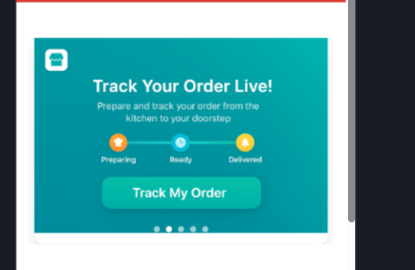 Track Your Order Live!
Prepare and track your order from the
kitchen to your doorstep
Preparing Ready Delivered
Track My Order